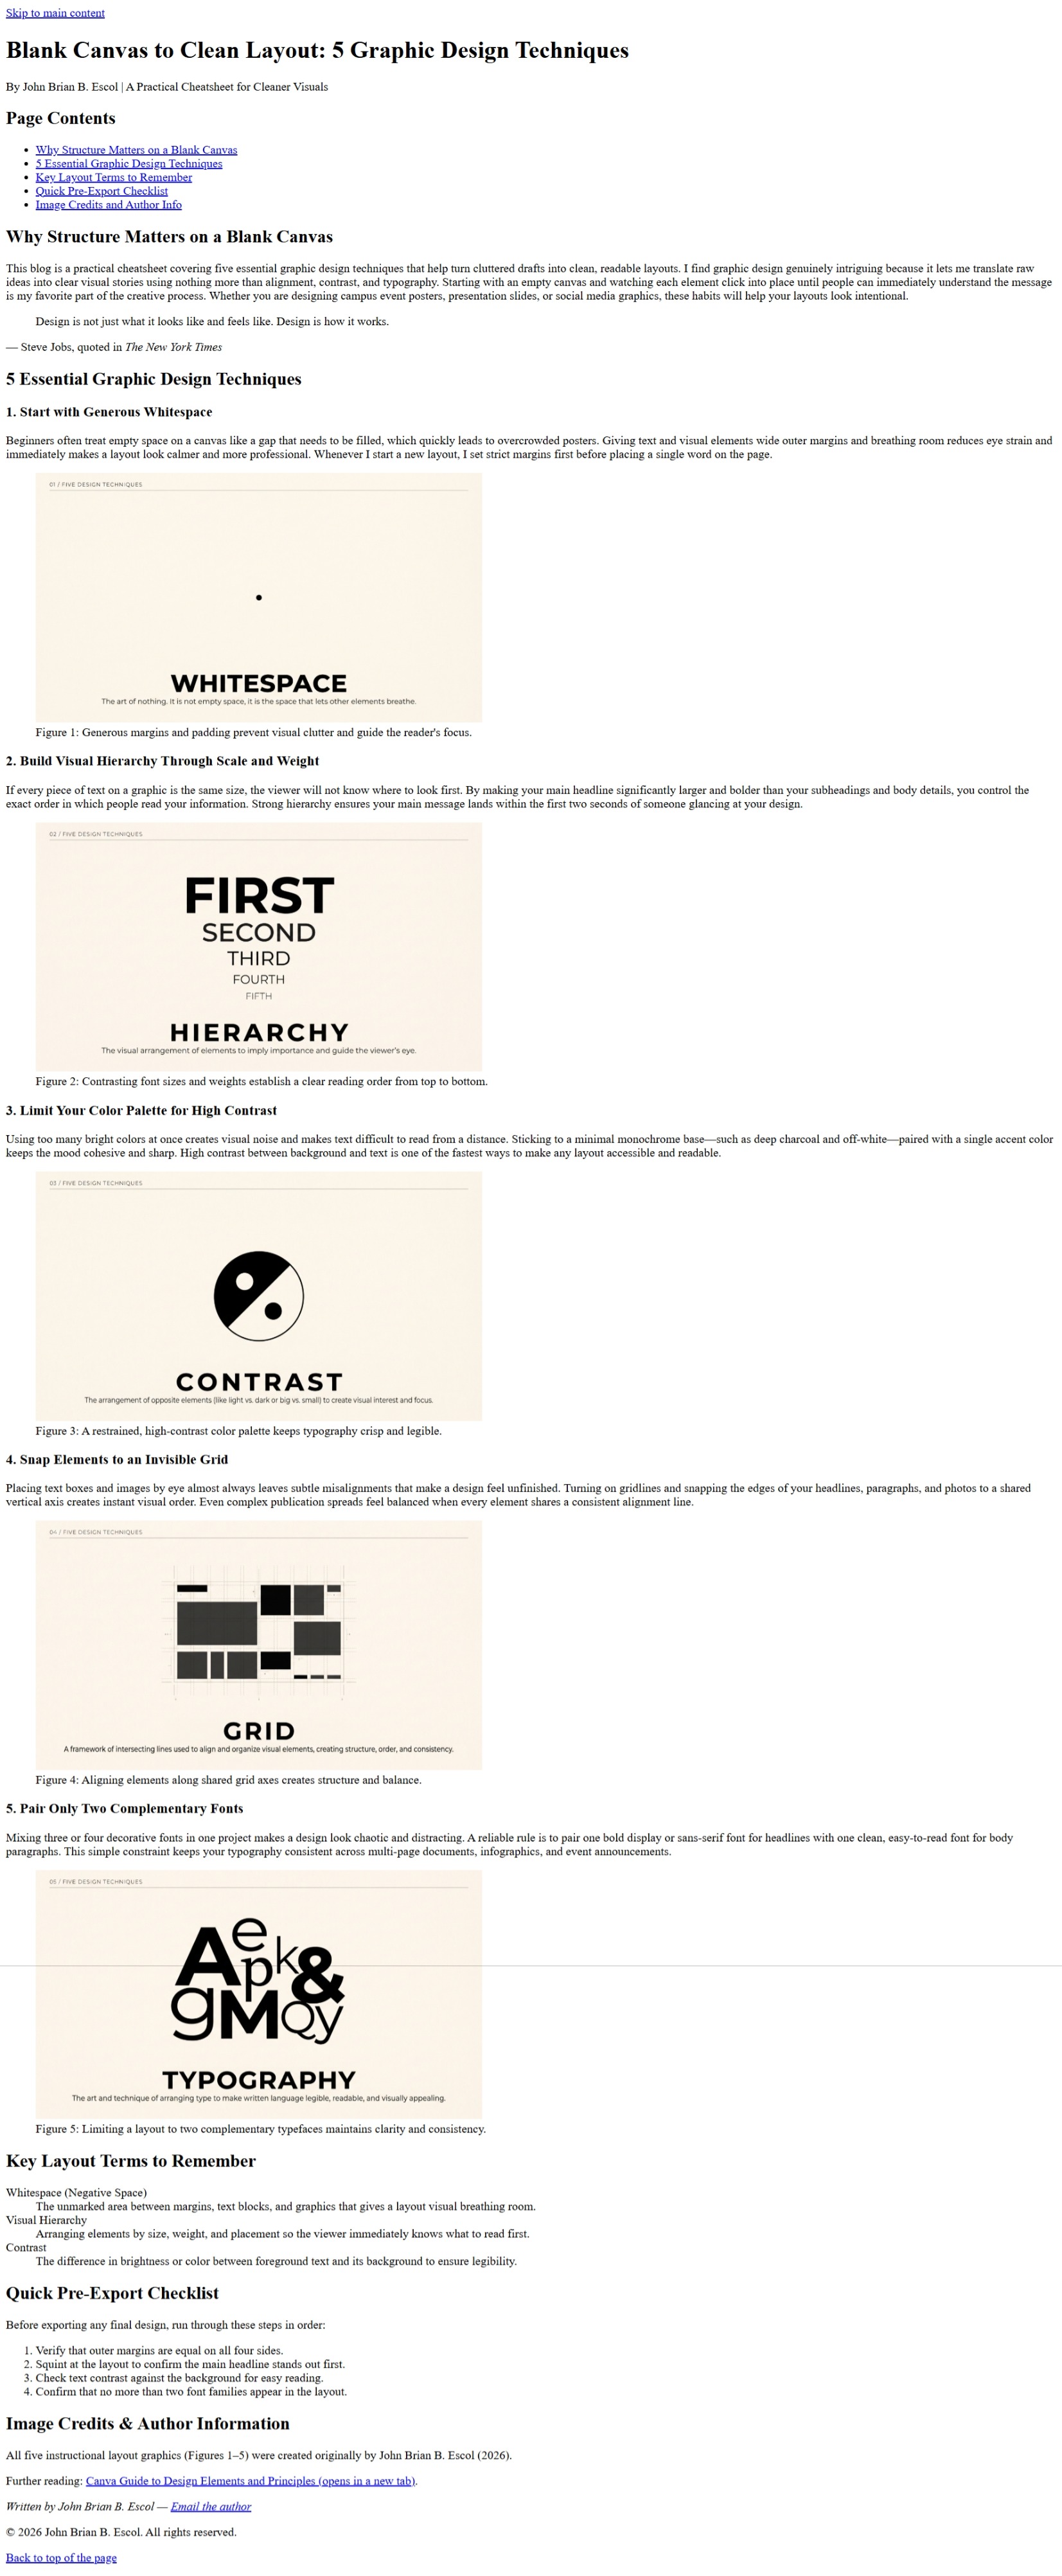 Skip to main content
Blank Canvas to Clean Layout: 5 Graphic Design Techniques
By John Brian B. Escol | A Practical Cheatsheet for Cleaner Visuals
Page Contents
• Why Structure Matters on a Blank Canvas
• 5 Essential Graphic Design Techniques
• Key Layout Terms to Remember
• Quick Pre-Export Checklist
• Image Credits and Author Info
Why Structure Matters on a Blank Canvas
This blog is a practical cheatsheet covering five essential graphic design techniques that help turn cluttered drafts into clean, readable layouts. I find graphic design genuinely intriguing because it lets me translate raw
ideas into clear visual stories using nothing more than alignment, contrast, and typography. Starting with an empty canvas and watching each element click into place until people can immediately understand the message
is my favorite part of the creative process. Whether you are designing campus event posters, presentation slides, or social media graphics, these habits will help your layouts look intentional.
Design is not just what it looks like and feels like. Design is how it works.
— Steve Jobs, quoted in The New York Times
5 Essential Graphic Design Techniques
1. Start with Generous Whitespace
Beginners often treat empty space on a canvas like a gap that needs to be filled, which quickly leads to overcrowded posters. Giving text and visual elements wide outer margins and breathing room reduces eye strain and
immediately makes a layout look calmer and more professional. Whenever I start a new layout, I set strict margins first before placing a single word on the page.
01 / FIVE DESIGN TECHNIQUES
WHITESPACE
The art of nothing. It is not empty space, it is the space that lets other elements breathe.
Figure 1: Generous margins and padding prevent visual clutter and guide the reader's focus.
2. Build Visual Hierarchy Through Scale and Weight
If every piece of text on a graphic is the same size, the viewer will not know where to look first. By making your main headline significantly larger and bolder than your subheadings and body details, you control the
exact order in which people read your information. Strong hierarchy ensures your main message lands within the first two seconds of someone glancing at your design.
02 / FIVE DESIGN TECHNIQUES
FIRST
SECOND
THIRD
FOURTH
FIFTH
HIERARCHY
The visual arrangement of elements to imply importance and guide the viewer's eye.
Figure 2: Contrasting font sizes and weights establish a clear reading order from top to bottom.
3. Limit Your Color Palette for High Contrast
Using too many bright colors at once creates visual noise and makes text difficult to read from a distance. Sticking to a minimal monochrome base—such as deep charcoal and off-white—paired with a single accent color
keeps the mood cohesive and sharp. High contrast between background and text is one of the fastest ways to make any layout accessible and readable.
03 / FIVE DESIGN TECHNIQUES
CONTRAST
The arrangement of opposite elements (like light vs. dark or big vs. small) to create visual interest and focus.
Figure 3: A restrained, high-contrast color palette keeps typography crisp and legible.
4. Snap Elements to an Invisible Grid
Placing text boxes and images by eye almost always leaves subtle misalignments that make a design feel unfinished. Turning on gridlines and snapping the edges of your headlines, paragraphs, and photos to a shared
vertical axis creates instant visual order. Even complex publication spreads feel balanced when every element shares a consistent alignment line.
04 / FIVE DESIGN TECHNIQUES
GRID
A framework of intersecting lines used to align and organize visual elements, creating structure, order, and consistency.
Figure 4: Aligning elements along shared grid axes creates structure and balance.
5. Pair Only Two Complementary Fonts
Mixing three or four decorative fonts in one project makes a design look chaotic and distracting. A reliable rule is to pair one bold display or sans-serif font for headlines with one clean, easy-to-read font for body
paragraphs. This simple constraint keeps your typography consistent across multi-page documents, infographics, and event announcements.
05 / FIVE DESIGN TECHNIQUES
A e
p k &
g M Q y
TYPOGRAPHY
The art and technique of arranging type to make written language legible, readable, and visually appealing.
Figure 5: Limiting a layout to two complementary typefaces maintains clarity and consistency.
Key Layout Terms to Remember
Whitespace (Negative Space)
The unmarked area between margins, text blocks, and graphics that gives a layout visual breathing room.
Visual Hierarchy
Arranging elements by size, weight, and placement so the viewer immediately knows what to read first.
Contrast
The difference in brightness or color between foreground text and its background to ensure legibility.
Quick Pre-Export Checklist
Before exporting any final design, run through these steps in order:
1. Verify that outer margins are equal on all four sides.
2. Squint at the layout to confirm the main headline stands out first.
3. Check text contrast against the background for easy reading.
4. Confirm that no more than two font families appear in the layout.
Image Credits & Author Information
All five instructional layout graphics (Figures 1–5) were created originally by John Brian B. Escol (2026).
Further reading: Canva Guide to Design Elements and Principles (opens in a new tab).
Written by John Brian B. Escol — Email the author
© 2026 John Brian B. Escol. All rights reserved.
Back to top of the page